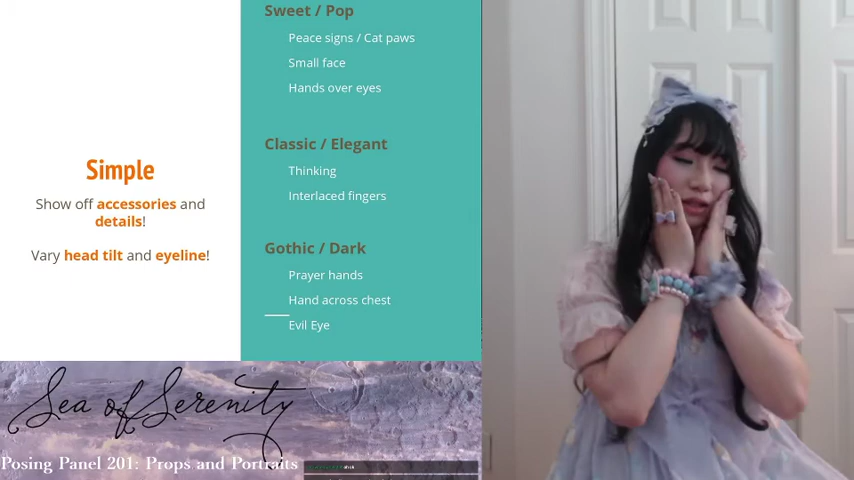 Sweet / Pop
Peace signs / Cat paws
Small face
Hands over eyes
Classic / Elegant
Thinking
Interlaced fingers
Gothic / Dark
Prayer hands
Hand across chest
Evil Eye
Simple
Show off accessories and
details!
Vary head tilt and eyeline!
Sea of Serenity
Posing Panel 201: Props and Portraits